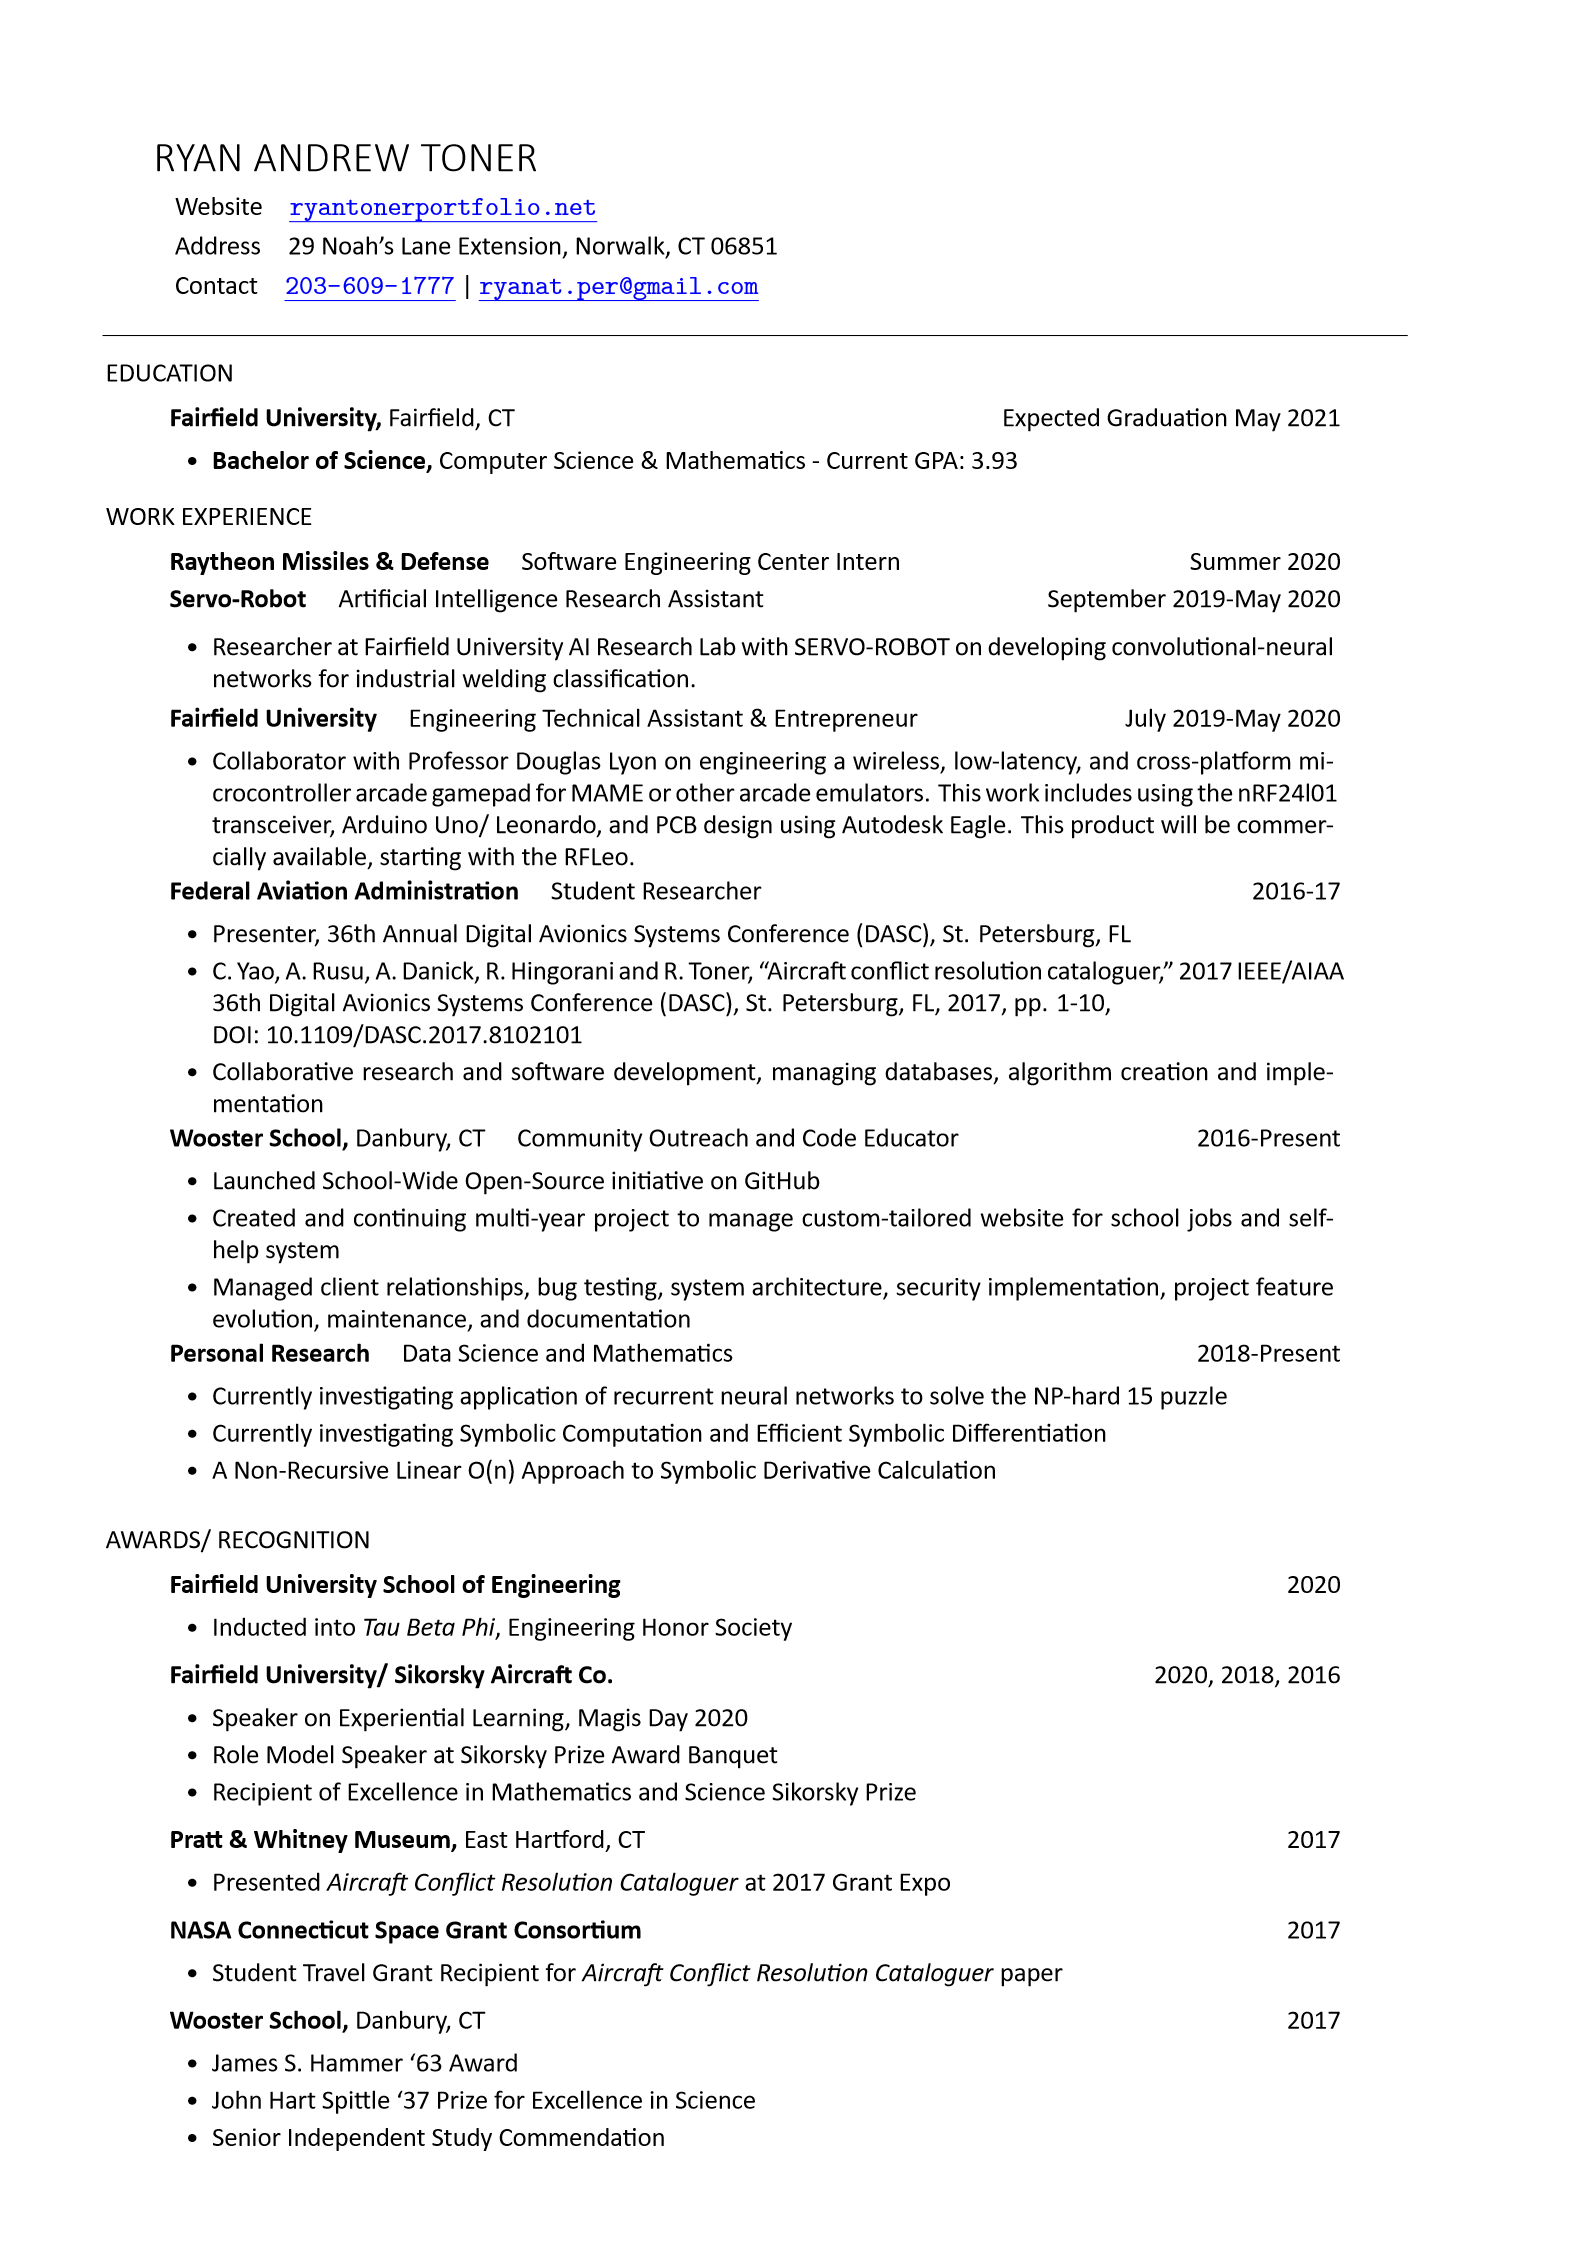 RYAN ANDREW TONER
Website ryantonerportfolio.net
Address 29 Noah’s Lane Extension, Norwalk, CT 06851
Contact 203-609-1777 | ryanat.per@gmail.com
EDUCATION
Fairfield University, Fairfield, CT Expected Graduation May 2021
• Bachelor of Science, Computer Science & Mathematics - Current GPA: 3.93
WORK EXPERIENCE
Raytheon Missiles & Defense Software Engineering Center Intern Summer 2020
Servo-Robot Artificial Intelligence Research Assistant September 2019-May 2020
• Researcher at Fairfield University AI Research Lab with SERVO-ROBOT on developing convolutional-neural
networks for industrial welding classification.
Fairfield University Engineering Technical Assistant & Entrepreneur July 2019-May 2020
• Collaborator with Professor Douglas Lyon on engineering a wireless, low-latency, and cross-platform mi-
crocontroller arcade gamepad for MAME or other arcade emulators. This work includes using the nRF24l01
transceiver, Arduino Uno/ Leonardo, and PCB design using Autodesk Eagle. This product will be commer-
cially available, starting with the RFLeo.
Federal Aviation Administration Student Researcher 2016-17
• Presenter, 36th Annual Digital Avionics Systems Conference (DASC), St. Petersburg, FL
• C. Yao, A. Rusu, A. Danick, R. Hingorani and R. Toner, “Aircraft conflict resolution cataloguer,” 2017 IEEE/AIAA
36th Digital Avionics Systems Conference (DASC), St. Petersburg, FL, 2017, pp. 1-10,
DOI: 10.1109/DASC.2017.8102101
• Collaborative research and software development, managing databases, algorithm creation and imple-
mentation
Wooster School, Danbury, CT Community Outreach and Code Educator 2016-Present
• Launched School-Wide Open-Source initiative on GitHub
• Created and continuing multi-year project to manage custom-tailored website for school jobs and self-
help system
• Managed client relationships, bug testing, system architecture, security implementation, project feature
evolution, maintenance, and documentation
Personal Research Data Science and Mathematics 2018-Present
• Currently investigating application of recurrent neural networks to solve the NP-hard 15 puzzle
• Currently investigating Symbolic Computation and Efficient Symbolic Differentiation
• A Non-Recursive Linear O(n) Approach to Symbolic Derivative Calculation
AWARDS/ RECOGNITION
Fairfield University School of Engineering 2020
• Inducted into Tau Beta Phi, Engineering Honor Society
Fairfield University/ Sikorsky Aircraft Co. 2020, 2018, 2016
• Speaker on Experiential Learning, Magis Day 2020
• Role Model Speaker at Sikorsky Prize Award Banquet
• Recipient of Excellence in Mathematics and Science Sikorsky Prize
Pratt & Whitney Museum, East Hartford, CT 2017
• Presented Aircraft Conflict Resolution Cataloguer at 2017 Grant Expo
NASA Connecticut Space Grant Consortium 2017
• Student Travel Grant Recipient for Aircraft Conflict Resolution Cataloguer paper
Wooster School, Danbury, CT 2017
• James S. Hammer ‘63 Award
• John Hart Spittle ‘37 Prize for Excellence in Science
• Senior Independent Study Commendation